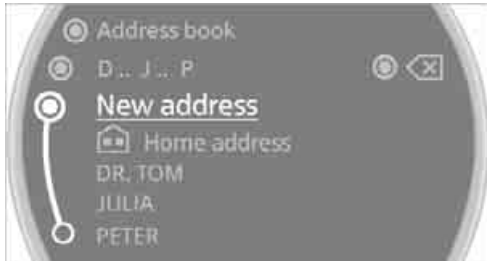 Address book
D .. J .. P
New address
Home address
DR. TOM
JULIA
PETER